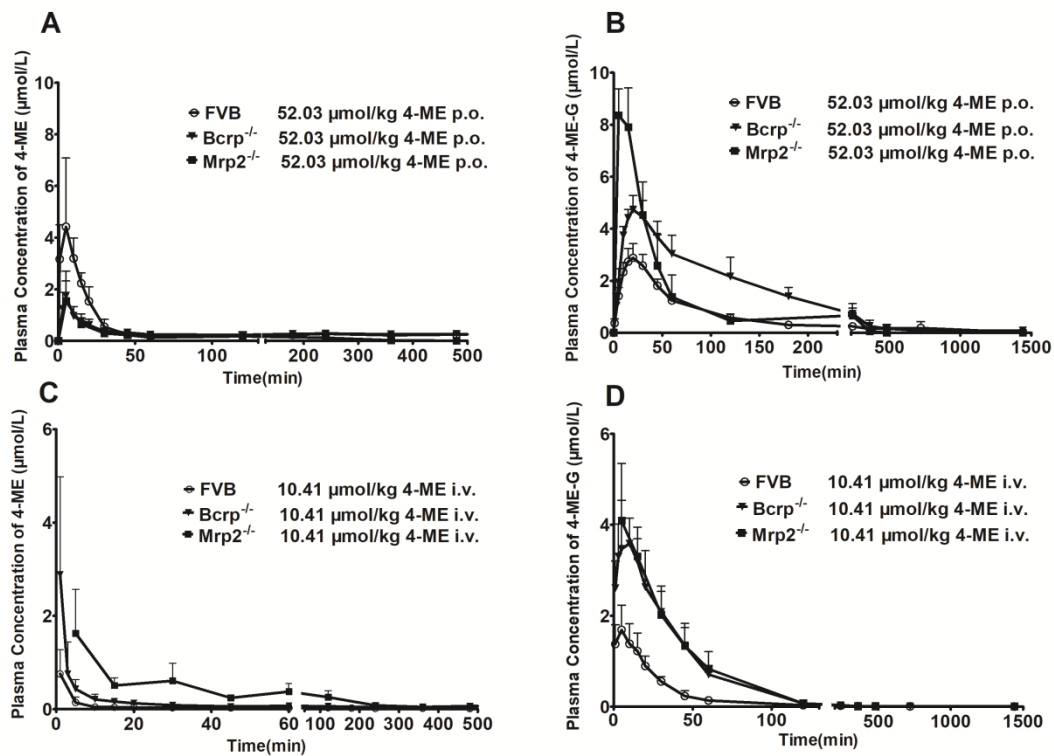 A
Plasma Concentration of 4-ME (μmol/L)
10
8
6
4
2
0
FVB 52.03 μmol/kg 4-ME p.o.
Bcrp-/- 52.03 μmol/kg 4-ME p.o.
Mrp2-/- 52.03 μmol/kg 4-ME p.o.
0 50 100 200 300 400 500
Time(min)
B
Plasma Concentration of 4-ME-G (μmol/L)
10
8
6
4
2
0
FVB 52.03 μmol/kg 4-ME p.o.
Bcrp-/- 52.03 μmol/kg 4-ME p.o.
Mrp2-/- 52.03 μmol/kg 4-ME p.o.
0 50 100 150 200 500 1000 1500
Time(min)
C
Plasma Concentration of 4-ME (μmol/L)
6
4
2
0
FVB 10.41 μmol/kg 4-ME i.v.
Bcrp-/- 10.41 μmol/kg 4-ME i.v.
Mrp2-/- 10.41 μmol/kg 4-ME i.v.
0 20 40 60 100 200 300 400 500
Time(min)
D
Plasma Concentration of 4-ME-G (μmol/L)
6
4
2
0
FVB 10.41 μmol/kg 4-ME i.v.
Bcrp-/- 10.41 μmol/kg 4-ME i.v.
Mrp2-/- 10.41 μmol/kg 4-ME i.v.
0 50 100 500 1000 1500
Time(min)